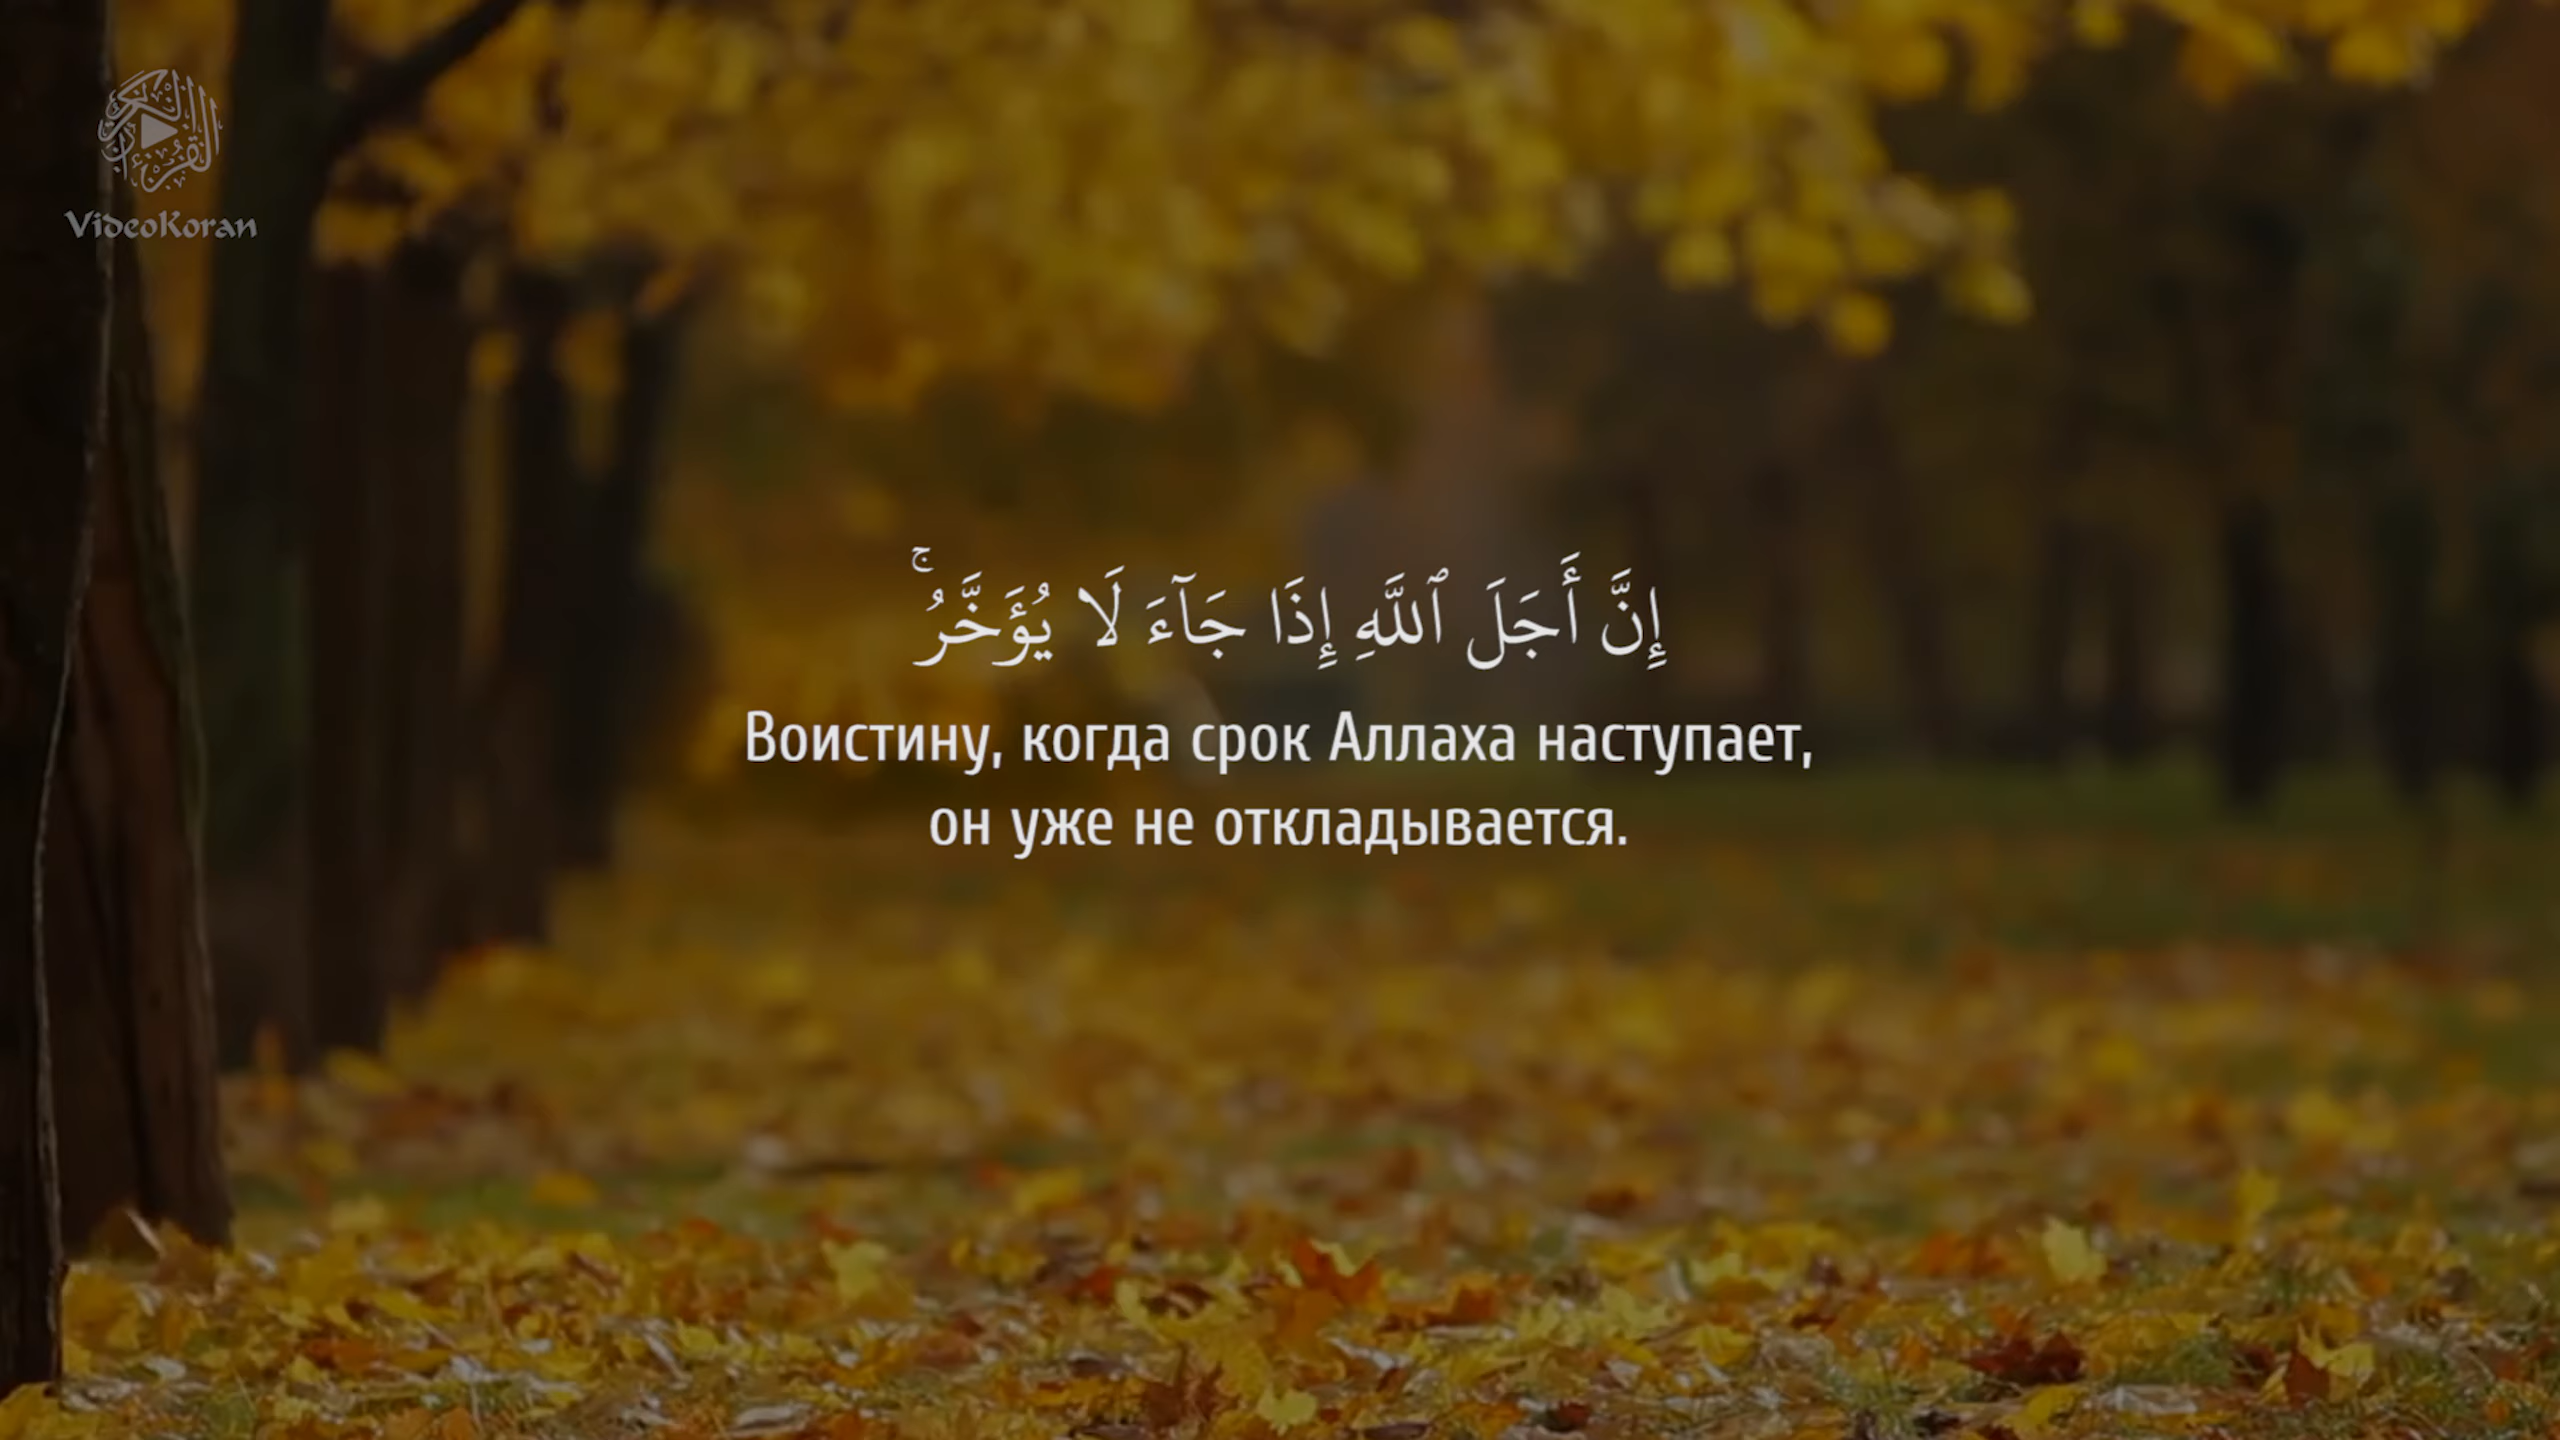 VideoKoran
إِنَّ أَجَلَ ٱللَّهِ إِذَا جَآءَ لَا يُؤَخَّرُۚ
Воистину, когда срок Аллаха наступает,
он уже не откладывается.